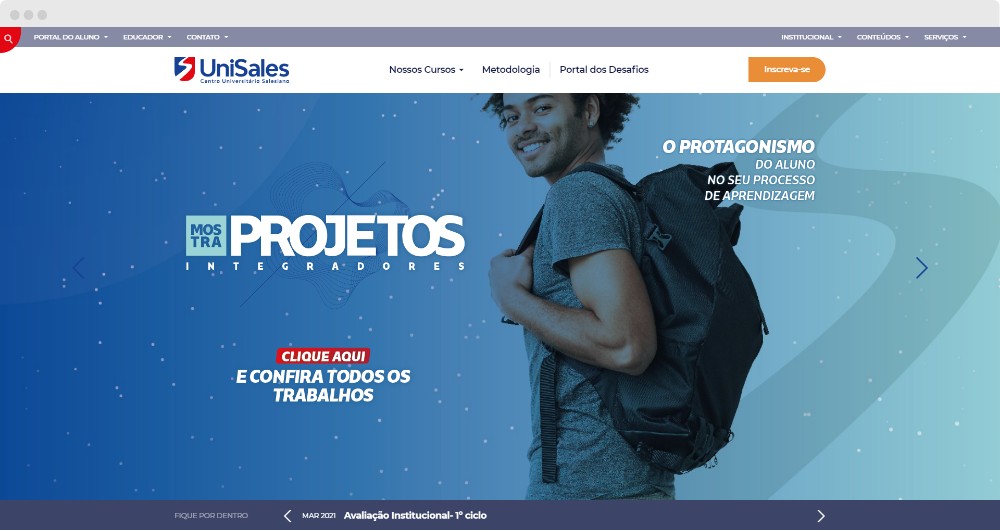 PORTAL DO ALUNO
EDUCADOR
CONTATO
INSTITUCIONAL
CONTEÚDOS
SERVIÇOS
UniSales
Centro Universitário Salesiano
Nossos Cursos
Metodologia
Portal dos Desafios
Inscreva-se
O PROTAGONISMO
DO ALUNO
NO SEU PROCESSO
DE APRENDIZAGEM
MOS
TRA
PROJETOS
INTEGRADORES
CLIQUE AQUI
E CONFIRA TODOS OS
TRABALHOS
FIQUE POR DENTRO
MAR 2021
Avaliação Institucional- 1º ciclo